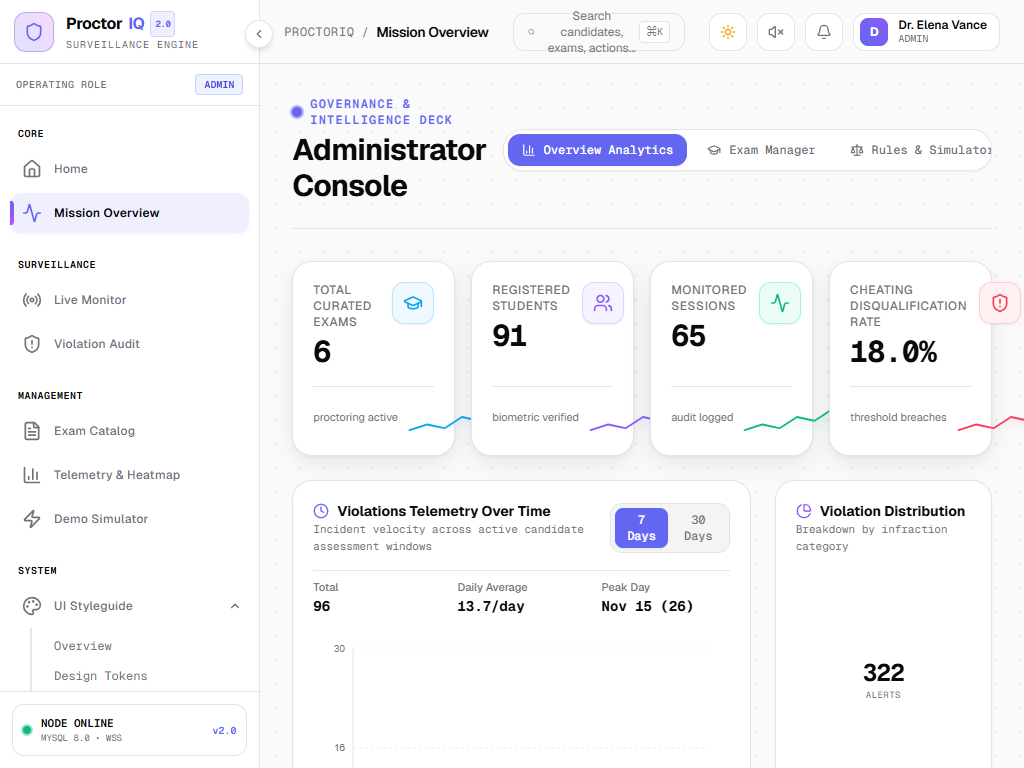 Proctor IQ 2.0
SURVEILLANCE ENGINE
OPERATING ROLE
ADMIN
CORE
Home
Mission Overview
SURVEILLANCE
Live Monitor
Violation Audit
MANAGEMENT
Exam Catalog
Telemetry & Heatmap
Demo Simulator
SYSTEM
UI Styleguide
Overview
Design Tokens
NODE ONLINE
MYSQL 8.0 • WSS
v2.0
PROCTORIQ / Mission Overview
Search
candidates,
exams, actions…
⌘K
D
Dr. Elena Vance
ADMIN
GOVERNANCE &
INTELLIGENCE DECK
Administrator
Console
Overview Analytics
Exam Manager
Rules & Simulator
TOTAL
CURATED
EXAMS
6
proctoring active
REGISTERED
STUDENTS
91
biometric verified
MONITORED
SESSIONS
65
audit logged
CHEATING
DISQUALIFICATION
RATE
18.0%
threshold breaches
Violations Telemetry Over Time
Incident velocity across active candidate
assessment windows
7
Days
30
Days
Total
96
Daily Average
13.7/day
Peak Day
Nov 15 (26)
30
16
Violation Distribution
Breakdown by infraction
category
322
ALERTS